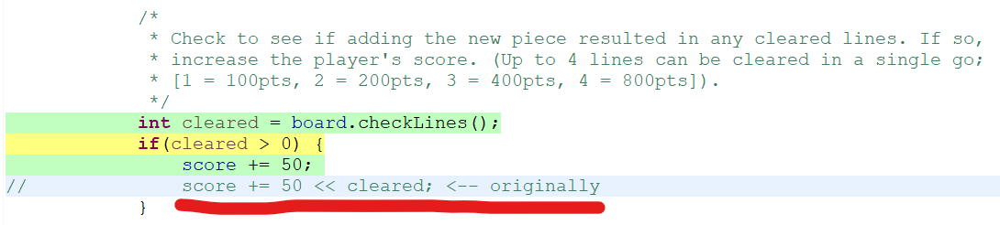 /*
* Check to see if adding the new piece resulted in any cleared lines. If so,
* increase the player's score. (Up to 4 lines can be cleared in a single go;
* [1 = 100pts, 2 = 200pts, 3 = 400pts, 4 = 800pts]).
*/
int cleared = board.checkLines();
if(cleared > 0) {
score += 50;
// score += 50 << cleared; <-- originally
}